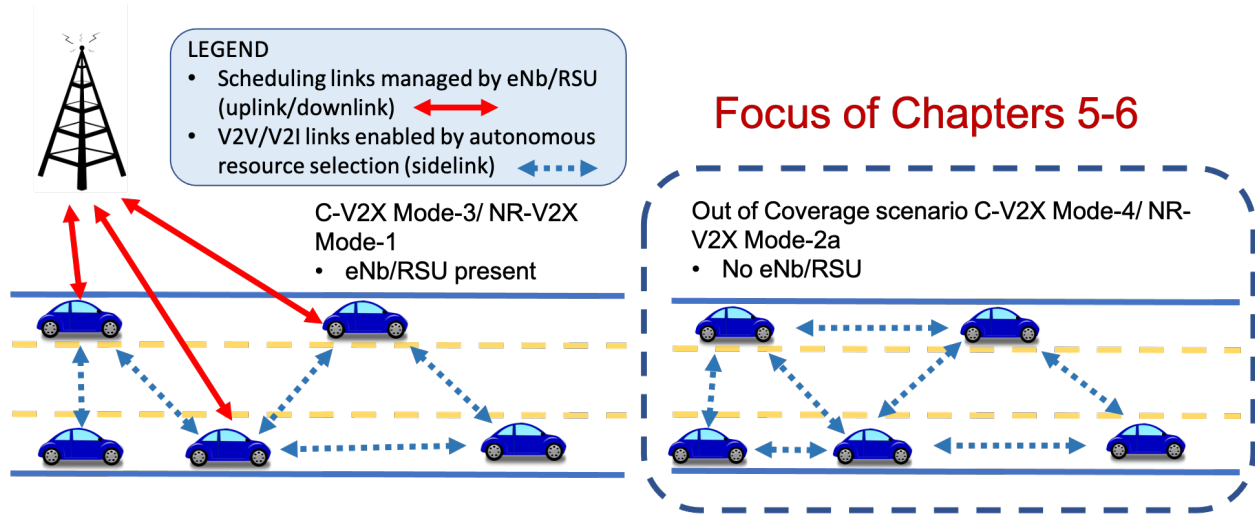 LEGEND
• Scheduling links managed by eNb/RSU
(uplink/downlink)
• V2V/V2I links enabled by autonomous
resource selection (sidelink)
Focus of Chapters 5-6
C-V2X Mode-3/ NR-V2X
Mode-1
• eNb/RSU present
Out of Coverage scenario C-V2X Mode-4/ NR-
V2X Mode-2a
• No eNb/RSU